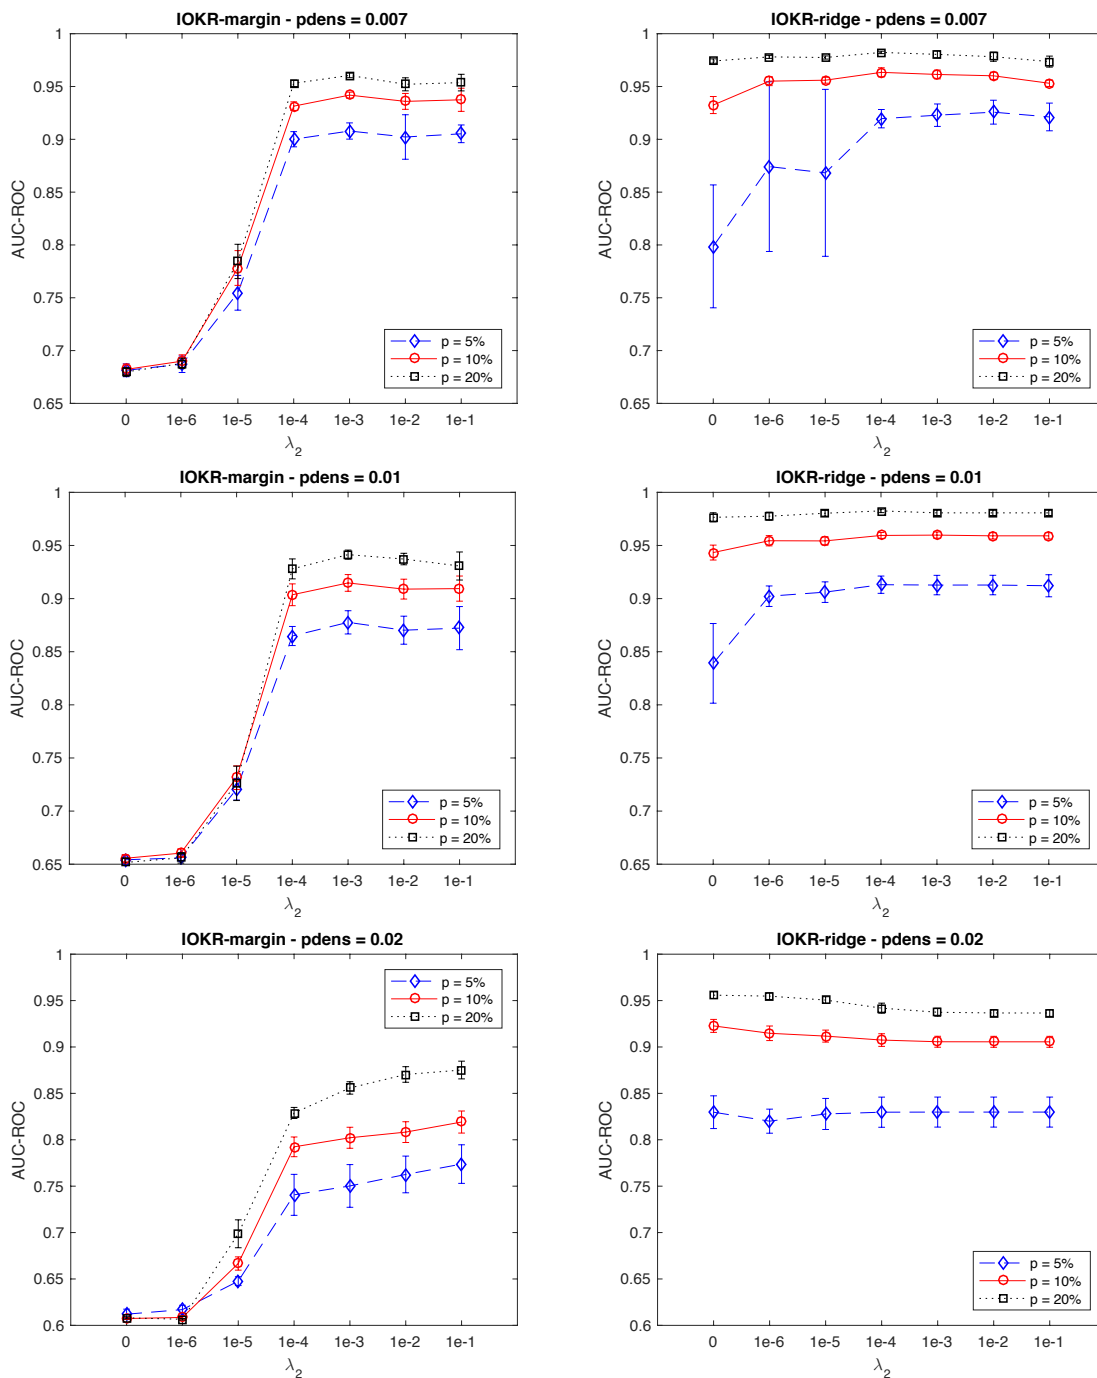 IOKR-margin - pdens = 0.007
1
0.95
0.9
0.85
0.8
0.75
0.7
0.65
AUC-ROC
p = 5%
p = 10%
p = 20%
0 1e-6 1e-5 1e-4 1e-3 1e-2 1e-1
λ2
IOKR-ridge - pdens = 0.007
1
0.95
0.9
0.85
0.8
0.75
0.7
0.65
AUC-ROC
p = 5%
p = 10%
p = 20%
0 1e-6 1e-5 1e-4 1e-3 1e-2 1e-1
λ2
IOKR-margin - pdens = 0.01
1
0.95
0.9
0.85
0.8
0.75
0.7
0.65
AUC-ROC
p = 5%
p = 10%
p = 20%
0 1e-6 1e-5 1e-4 1e-3 1e-2 1e-1
λ2
IOKR-ridge - pdens = 0.01
1
0.95
0.9
0.85
0.8
0.75
0.7
0.65
AUC-ROC
p = 5%
p = 10%
p = 20%
0 1e-6 1e-5 1e-4 1e-3 1e-2 1e-1
λ2
IOKR-margin - pdens = 0.02
1
0.95
0.9
0.85
0.8
0.75
0.7
0.65
0.6
AUC-ROC
p = 5%
p = 10%
p = 20%
0 1e-6 1e-5 1e-4 1e-3 1e-2 1e-1
λ2
IOKR-ridge - pdens = 0.02
1
0.95
0.9
0.85
0.8
0.75
0.7
0.65
0.6
AUC-ROC
p = 5%
p = 10%
p = 20%
0 1e-6 1e-5 1e-4 1e-3 1e-2 1e-1
λ2